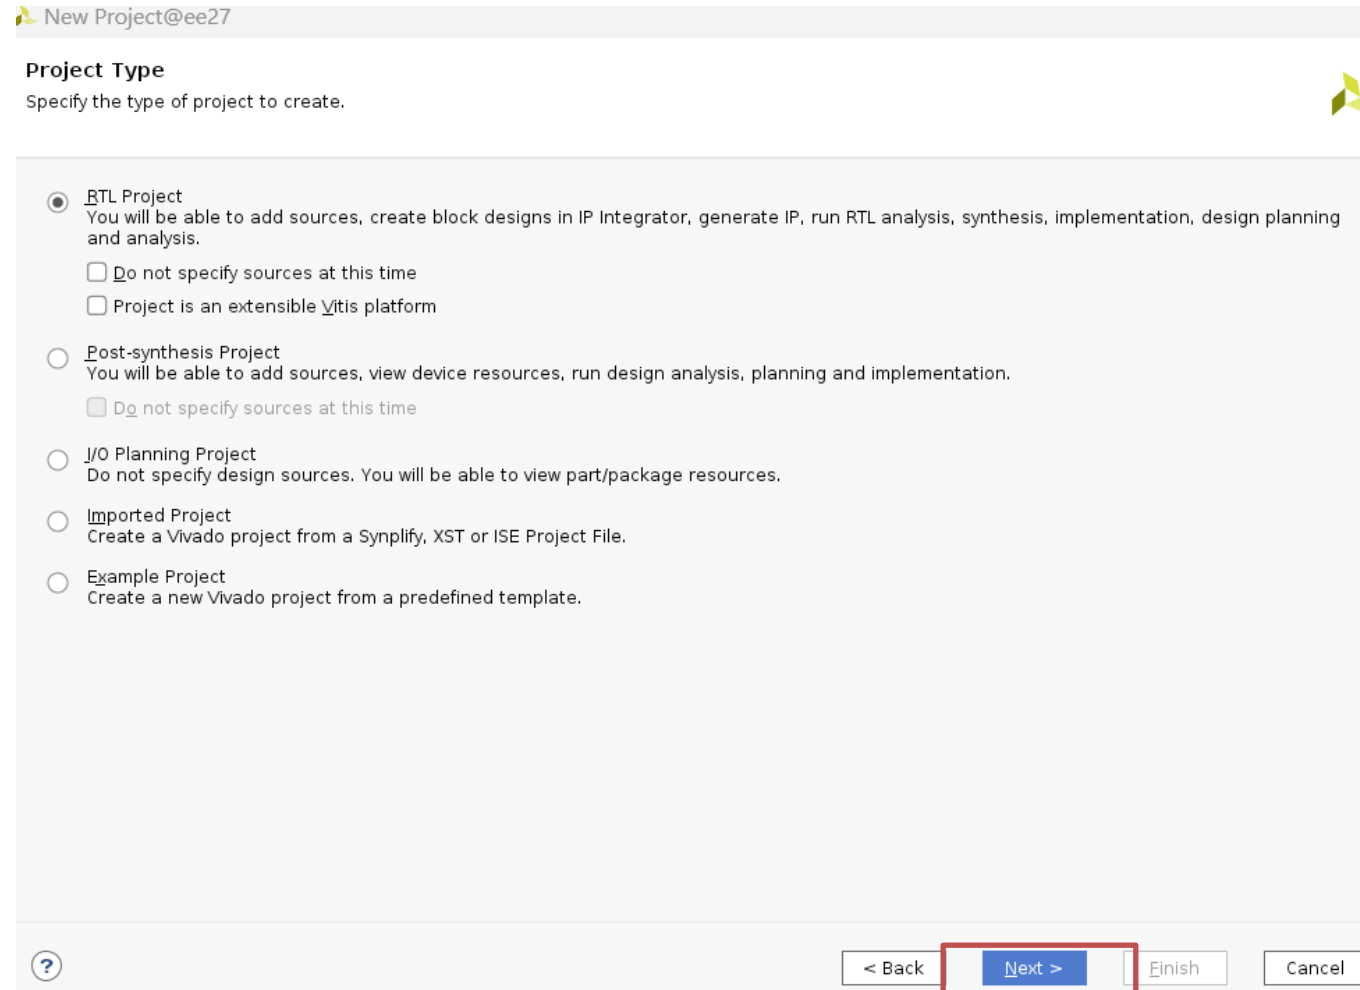 New Project@ee27
Project Type
Specify the type of project to create.
RTL Project
You will be able to add sources, create block designs in IP Integrator, generate IP, run RTL analysis, synthesis, implementation, design planning
and analysis.
Do not specify sources at this time
Project is an extensible Vitis platform
Post-synthesis Project
You will be able to add sources, view device resources, run design analysis, planning and implementation.
Do not specify sources at this time
I/O Planning Project
Do not specify design sources. You will be able to view part/package resources.
Imported Project
Create a Vivado project from a Synplify, XST or ISE Project File.
Example Project
Create a new Vivado project from a predefined template.
? < Back Next > Finish Cancel